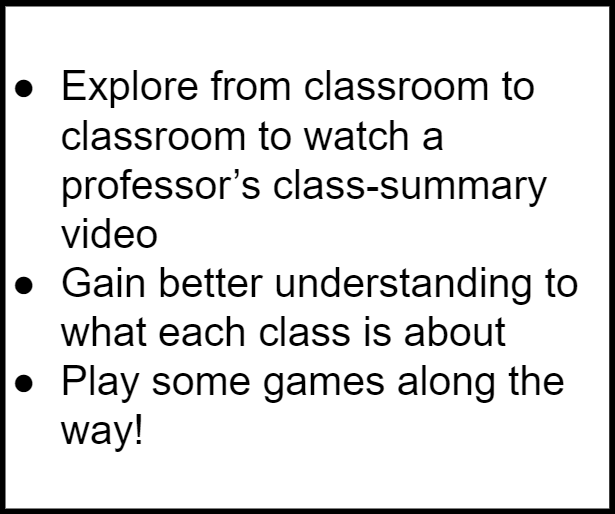 ● Explore from classroom to
classroom to watch a
professor’s class-summary
video
● Gain better understanding to
what each class is about
● Play some games along the
way!